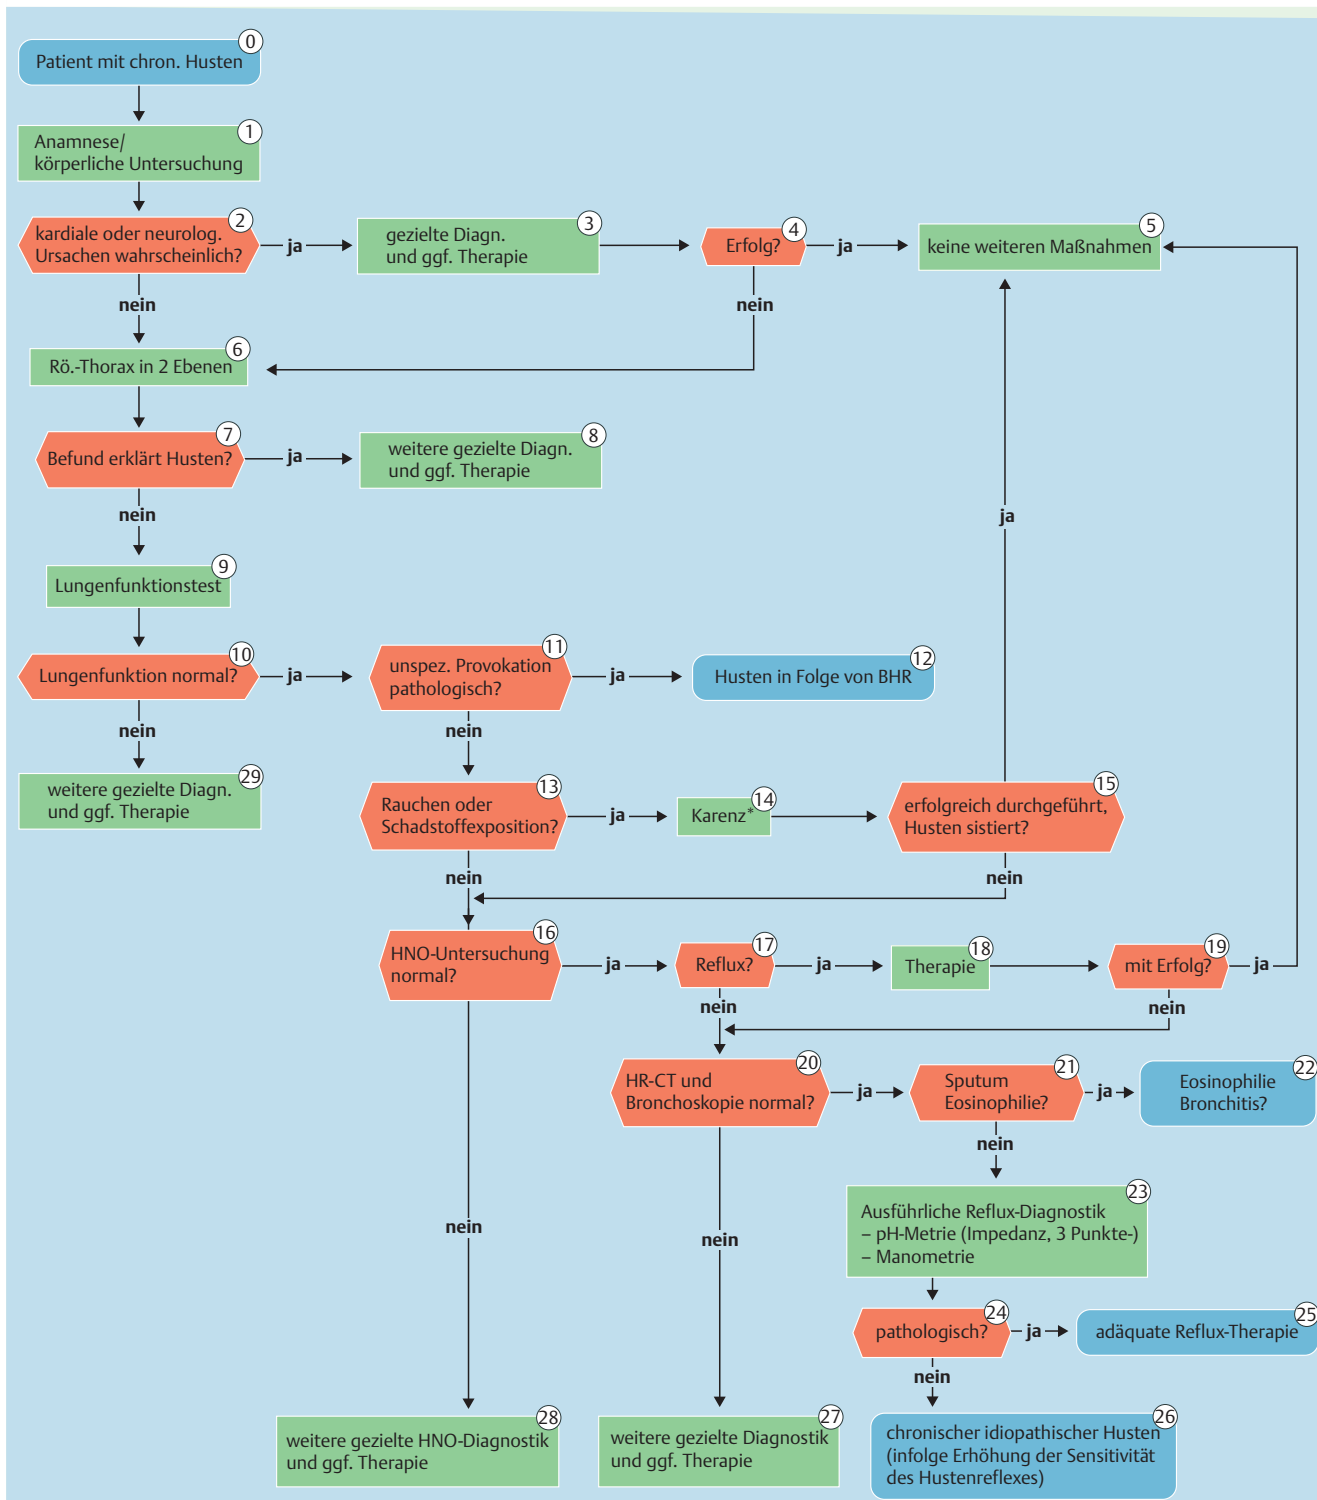 0
Patient mit chron. Husten
1
Anamnese/
körperliche Untersuchung
2
kardiale oder neurolog.
Ursachen wahrscheinlich?
ja
3
gezielte Diagn.
und ggf. Therapie
4
Erfolg?
ja
5
keine weiteren Maßnahmen
nein
nein
6
Rö.-Thorax in 2 Ebenen
7
Befund erklärt Husten?
ja
8
weitere gezielte Diagn.
und ggf. Therapie
nein
ja
9
Lungenfunktionstest
10
Lungenfunktion normal?
ja
11
unspez. Provokation
pathologisch?
ja
12
Husten in Folge von BHR
nein
nein
29
weitere gezielte Diagn.
und ggf. Therapie
13
Rauchen oder
Schadstoffexposition?
ja
14
Karenz*
15
erfolgreich durchgeführt,
Husten sistiert?
nein
nein
16
HNO-Untersuchung
normal?
ja
17
Reflux?
ja
18
Therapie
19
mit Erfolg?
ja
nein
nein
20
HR-CT und
Bronchoskopie normal?
ja
21
Sputum
Eosinophilie?
ja
22
Eosinophilie
Bronchitis?
nein
23
Ausführliche Reflux-Diagnostik
– pH-Metrie (Impedanz, 3 Punkte-)
– Manometrie
nein
nein
24
pathologisch?
ja
25
adäquate Reflux-Therapie
nein
28
weitere gezielte HNO-Diagnostik
und ggf. Therapie
27
weitere gezielte Diagnostik
und ggf. Therapie
26
chronischer idiopathischer Husten
(infolge Erhöhung der Sensitivität
des Hustenreflexes)